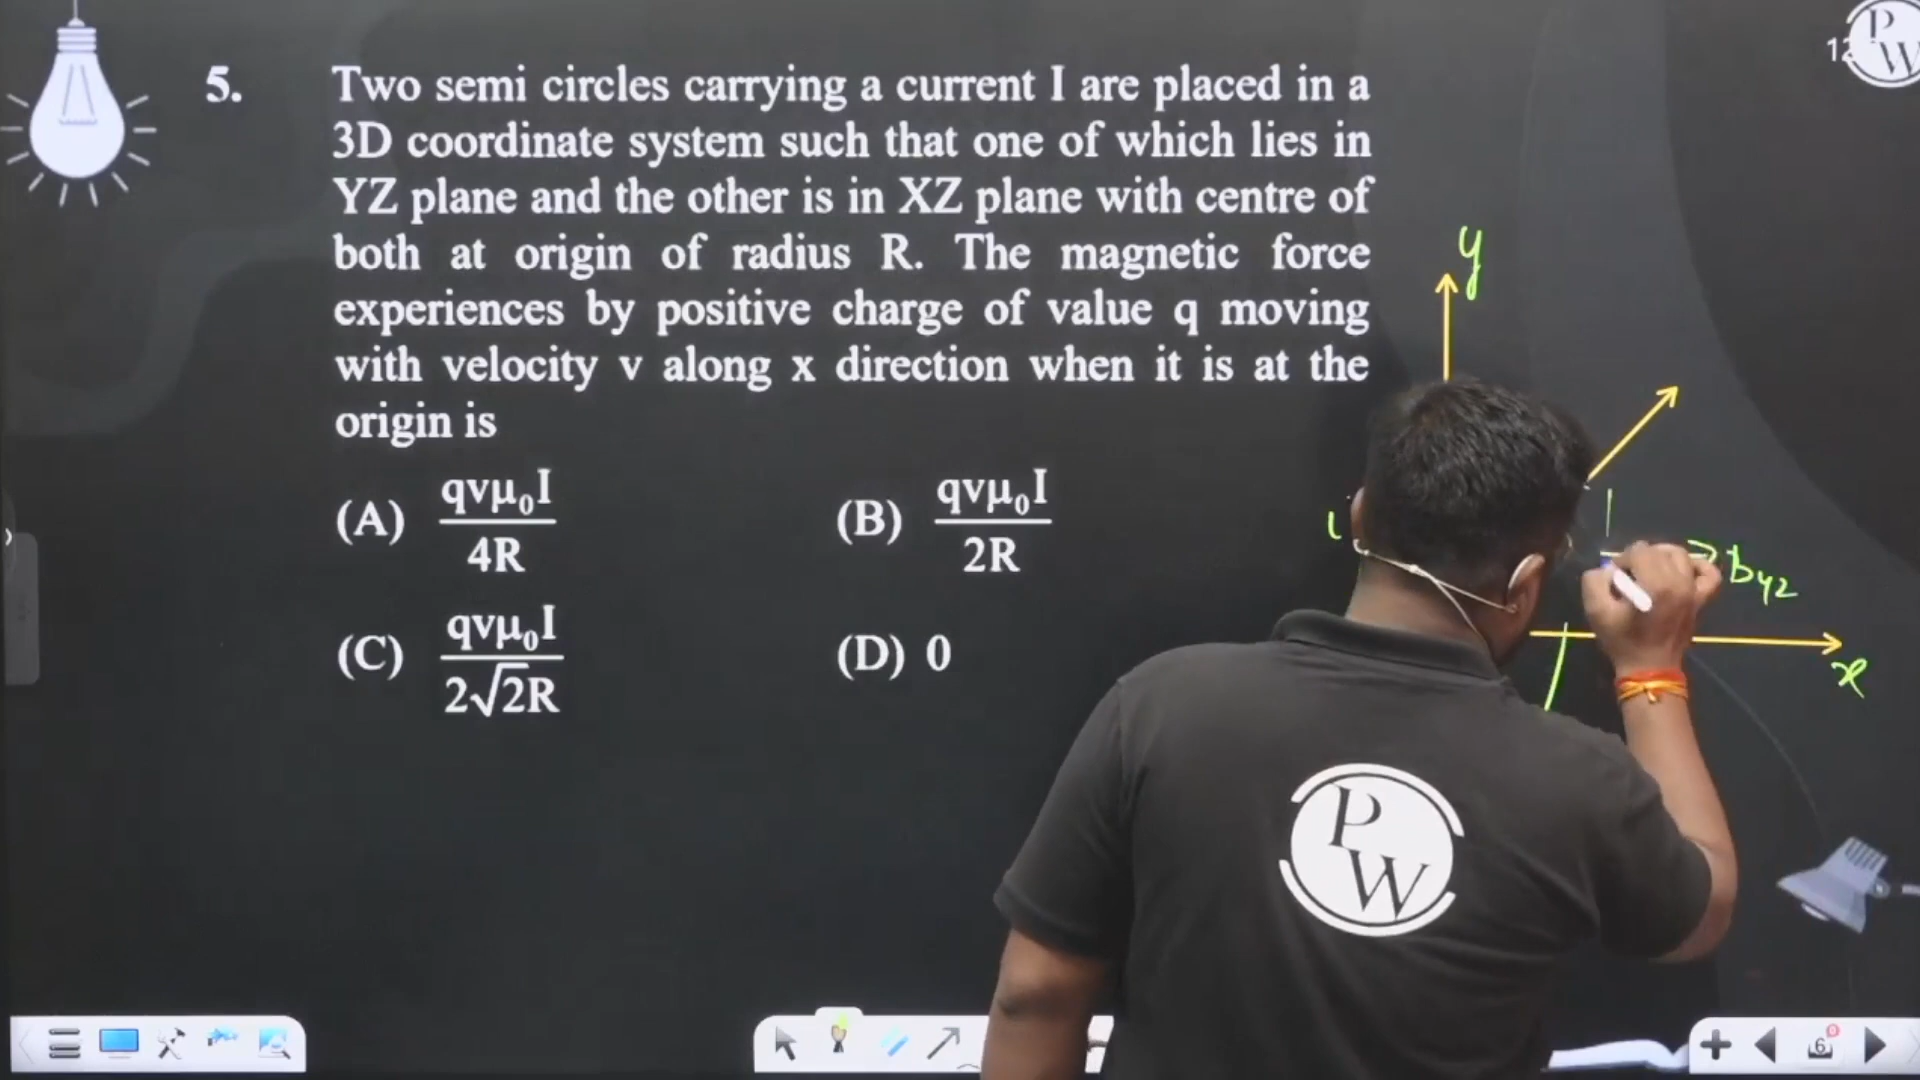 5. Two semi circles carrying a current I are placed in a
3D coordinate system such that one of which lies in
YZ plane and the other is in XZ plane with centre of
both at origin of radius R. The magnetic force
experiences by positive charge of value q moving
with velocity v along x direction when it is at the
origin is
(A) qvμ₀I / 4R (B) qvμ₀I / 2R
(C) qvμ₀I / 2√2R (D) 0
y
x
PW
PW
6